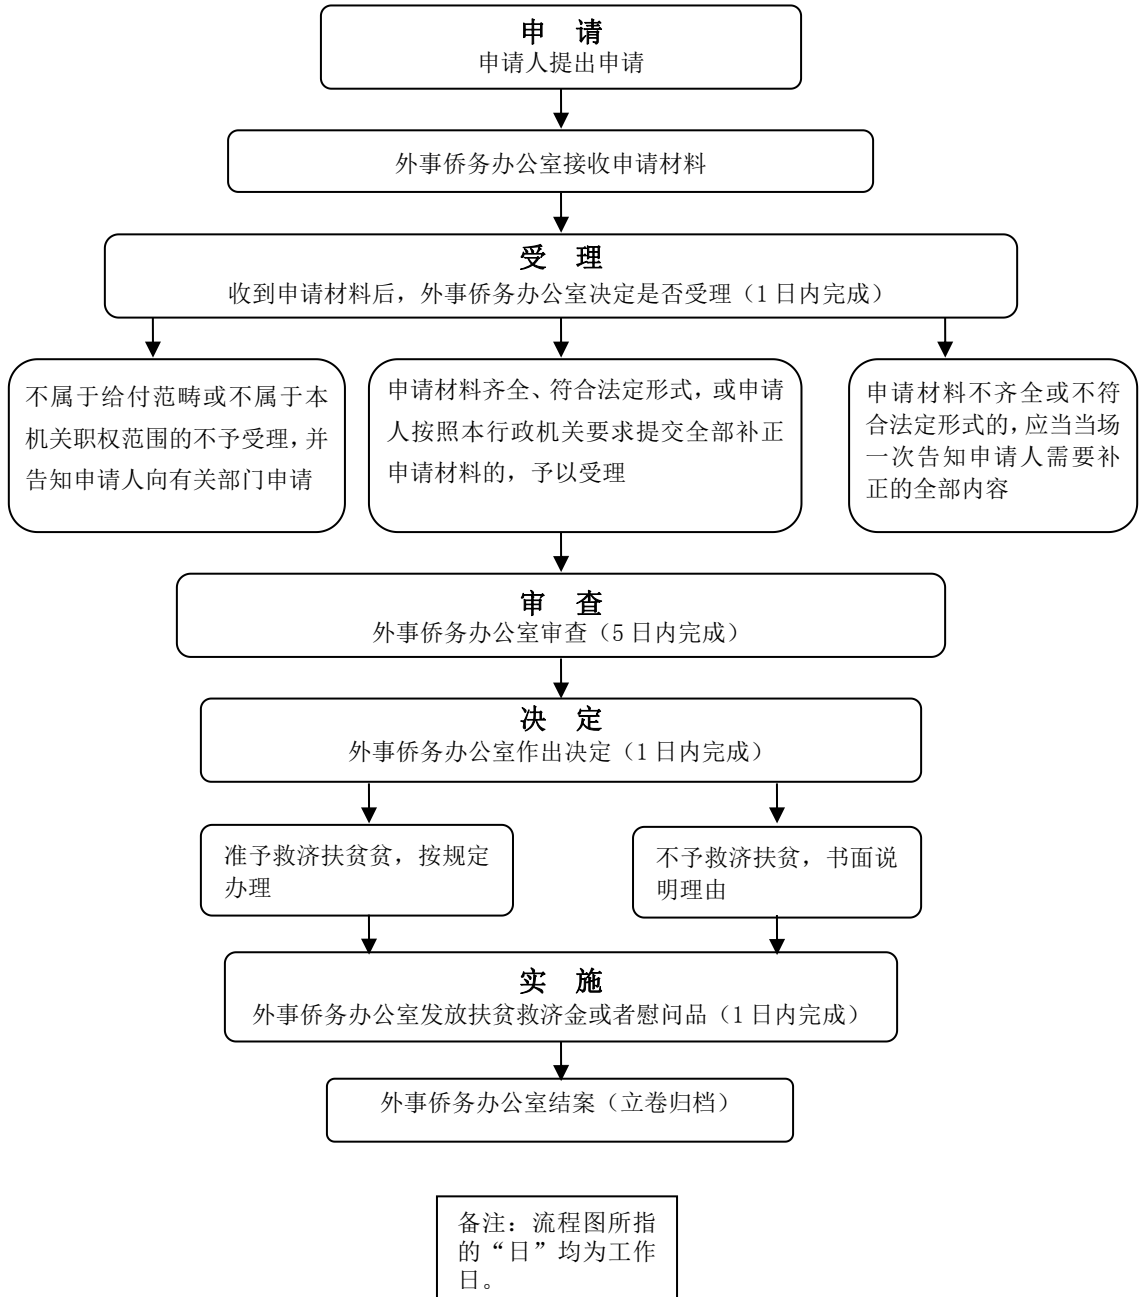 申 请
申请人提出申请
外事侨务办公室接收申请材料
受 理
收到申请材料后，外事侨务办公室决定是否受理（1 日内完成）
不属于给付范畴或不属于本
机关职权范围的不予受理，并
告知申请人向有关部门申请
申请材料齐全、符合法定形式，或申请
人按照本行政机关要求提交全部补正
申请材料的，予以受理
申请材料不齐全或不符
合法定形式的，应当当场
一次告知申请人需要补
正的全部内容
审 查
外事侨务办公室审查（5 日内完成）
决 定
外事侨务办公室作出决定（1 日内完成）
准予救济扶贫贫，按规定
办理
不予救济扶贫，书面说
明理由
实 施
外事侨务办公室发放扶贫救济金或者慰问品（1 日内完成）
外事侨务办公室结案（立卷归档）
备注：流程图所指
的“日”均为工作
日。